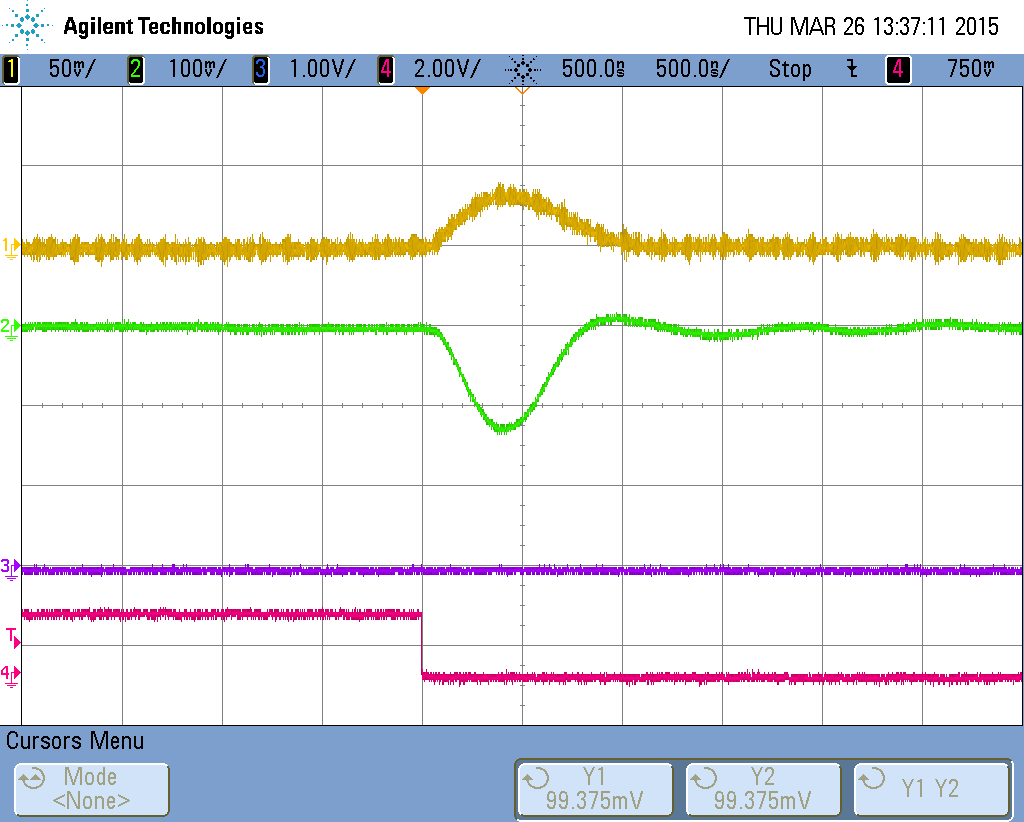 Agilent Technologies THU MAR 26 13:37:11 2015
1 50mV/ 2 100mV/ 3 1.00V/ 4 2.00V/ 500.0ns 500.0ns/ Stop 4 750mV
1
2
3
T
4
Cursors Menu
Mode Y1 Y2 Y1 Y2
<None> 99.375mV 99.375mV